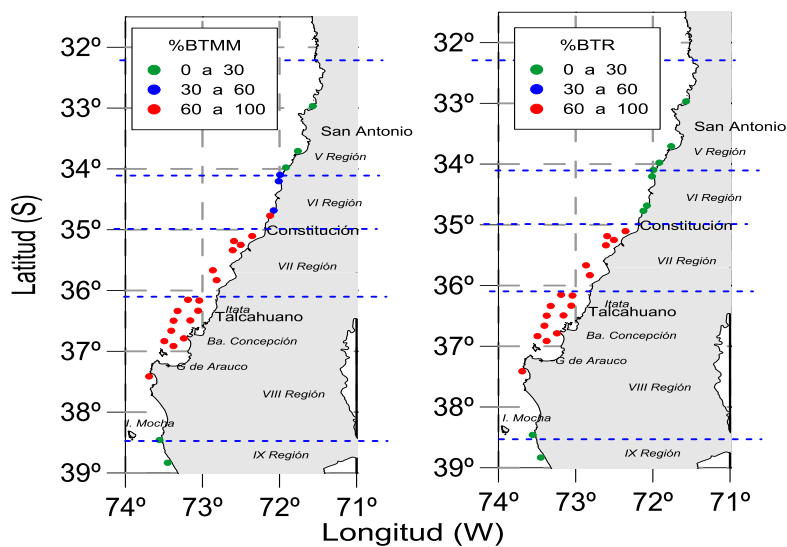 %BTMM
0 a 30
30 a 60
60 a 100
32º
33º
34º
35º
36º
37º
38º
39º
San Antonio
V Región
VI Región
Constitución
VII Región
Itata
Talcahuano
Ba. Concepción
G de Arauco
VIII Región
I. Mocha
IX Región
74º
73º
72º
71º
Latitud (S)
%BTR
0 a 30
30 a 60
60 a 100
32º
33º
34º
35º
36º
37º
38º
39º
San Antonio
V Región
VI Región
Constitución
VII Región
Itata
Talcahuano
Ba. Concepción
G de Arauco
VIII Región
I. Mocha
IX Región
74º
73º
72º
71º
Longitud (W)